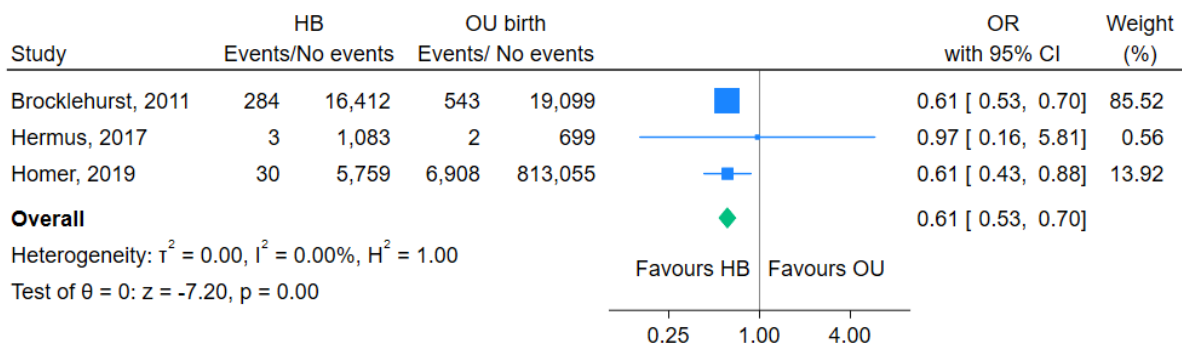 HB OU birth OR Weight
Study Events/No events Events/ No events with 95% CI (%)
Brocklehurst, 2011 284 16,412 543 19,099 0.61 [ 0.53, 0.70] 85.52
Hermus, 2017 3 1,083 2 699 0.97 [ 0.16, 5.81] 0.56
Homer, 2019 30 5,759 6,908 813,055 0.61 [ 0.43, 0.88] 13.92
Overall 0.61 [ 0.53, 0.70]
Heterogeneity: τ² = 0.00, I² = 0.00%, H² = 1.00
Favours HB Favours OU
Test of θ = 0: z = -7.20, p = 0.00
0.25 1.00 4.00